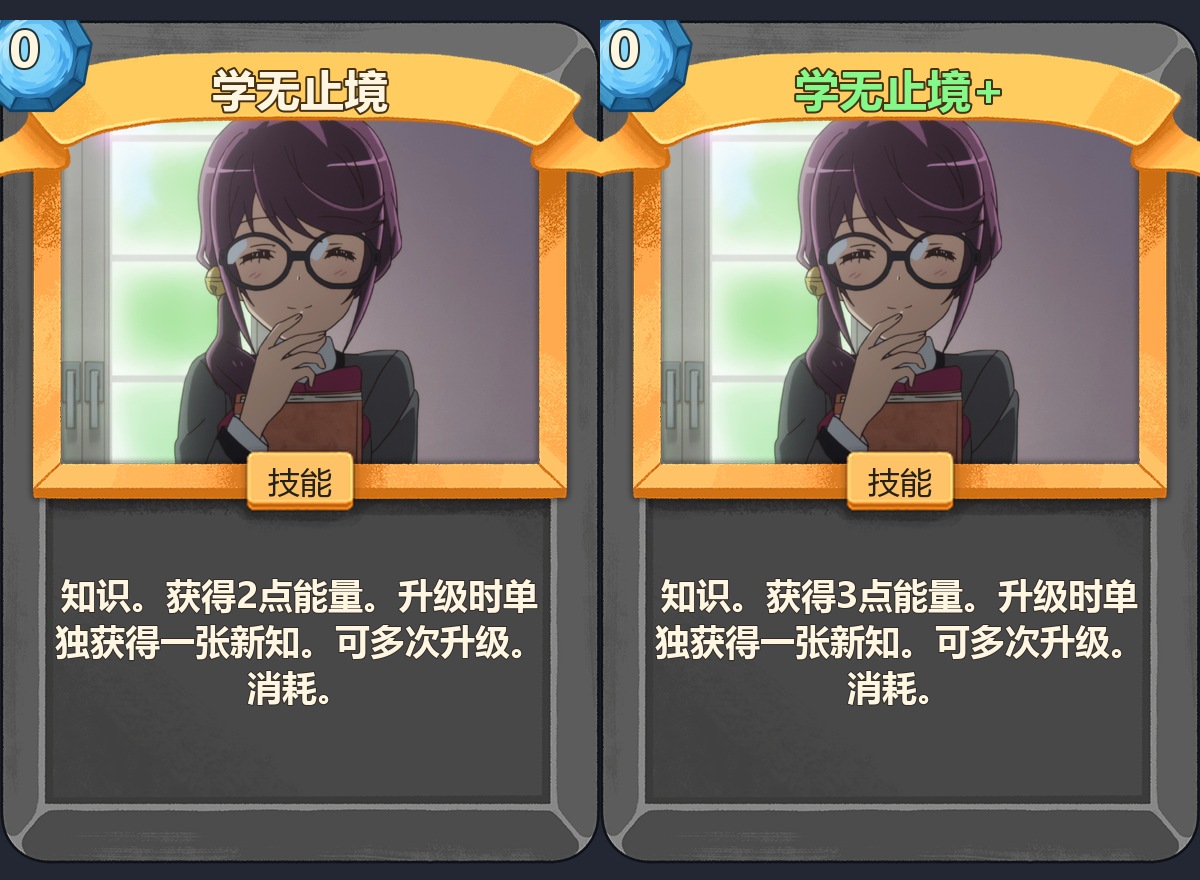 0
学无止境
技能
知识。获得2点能量。升级时单
独获得一张新知。可多次升级。
消耗。
0
学无止境+
技能
知识。获得3点能量。升级时单
独获得一张新知。可多次升级。
消耗。